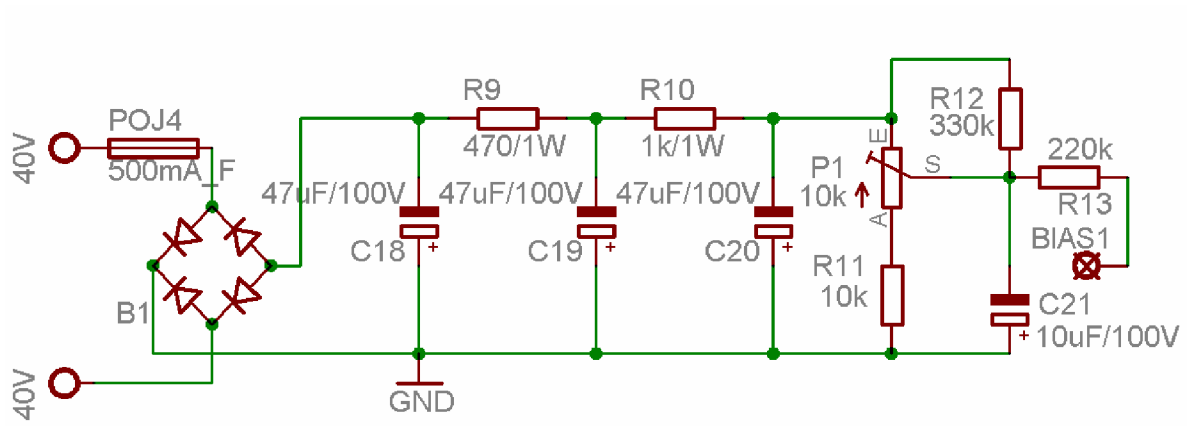 40V
POJ4
500mA
F
B1
40V
R9
470/1W
R10
1k/1W
47uF/100V
47uF/100V
47uF/100V
C18
C19
C20
GND
E
P1
10k
S
A
R11
10k
R12
330k
220k
R13
BIAS1
C21
10uF/100V
+
+
+
+